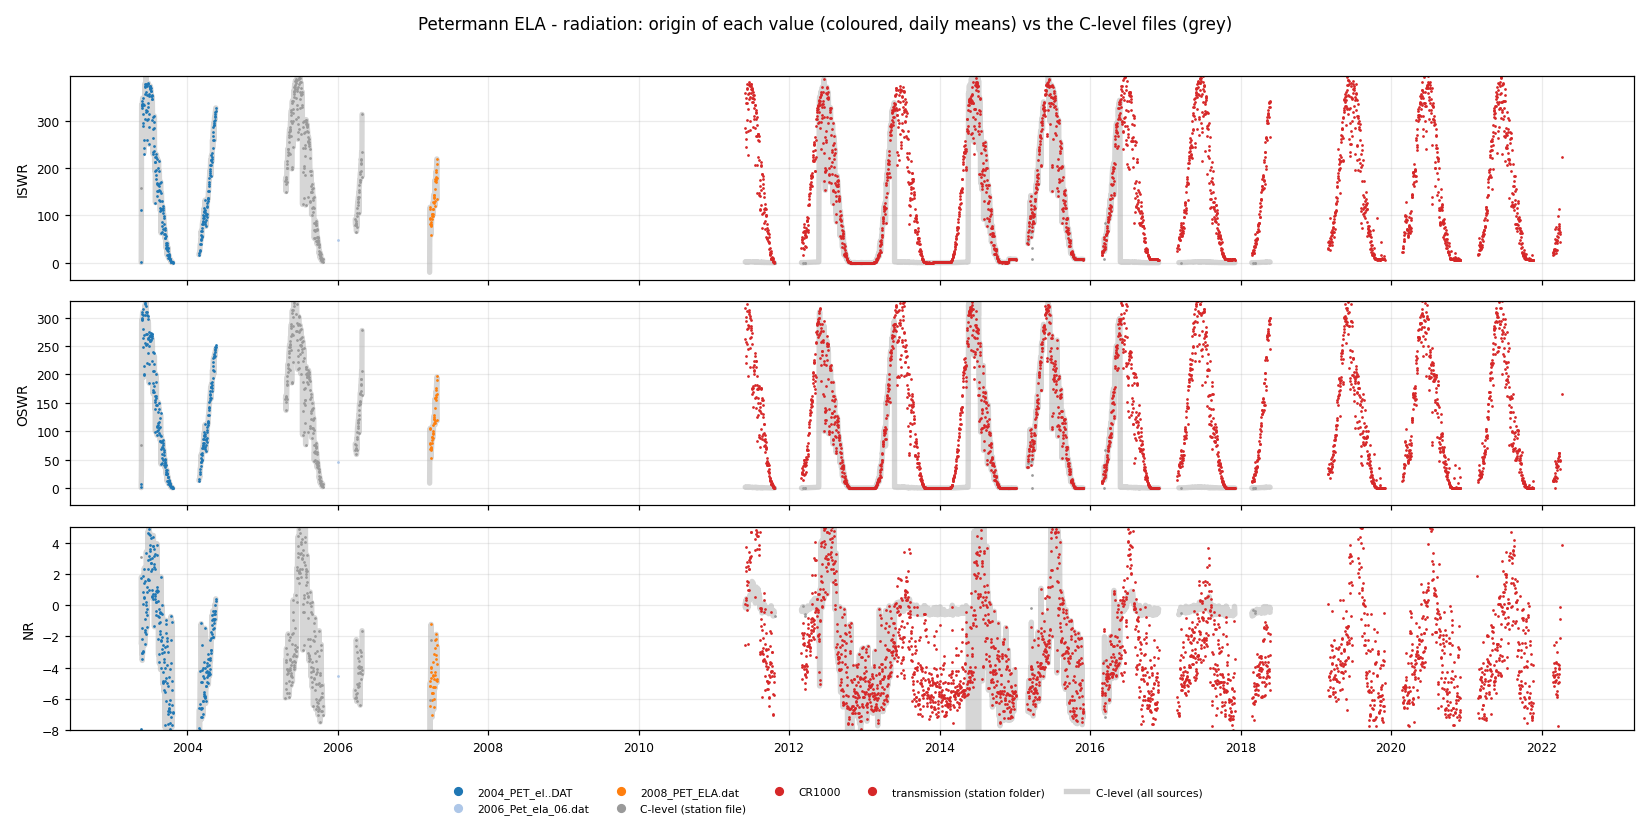 Petermann ELA - radiation: origin of each value (coloured, daily means) vs the C-level files (grey)
300
200
100
0
ISWR
300
250
200
150
100
50
0
OSWR
4
2
0
−2
−4
−6
−8
NR
2004 2006 2008 2010 2012 2014 2016 2018 2020 2022
2004_PET_el..DAT 2008_PET_ELA.dat CR1000 transmission (station folder) C-level (all sources)
2006_Pet_ela_06.dat C-level (station file)